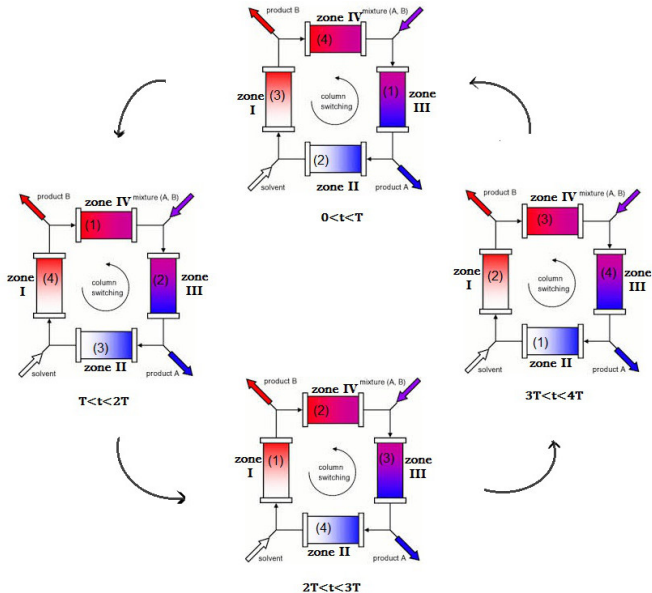 product B
zone IV
mixture (A, B)
(4)
zone
I
(3)
column
switching
(1)
zone
III
(2)
solvent
zone II
product A
0<t<T
product B
zone IV
mixture (A, B)
(1)
zone
I
(4)
column
switching
(2)
zone
III
(3)
solvent
zone II
product A
T<t<2T
product B
zone IV
mixture (A, B)
(3)
zone
I
(2)
column
switching
(4)
zone
III
(1)
solvent
zone II
product A
3T<t<4T
product B
zone IV
mixture (A, B)
(2)
zone
I
(1)
column
switching
(3)
zone
III
(4)
solvent
zone II
product A
2T<t<3T